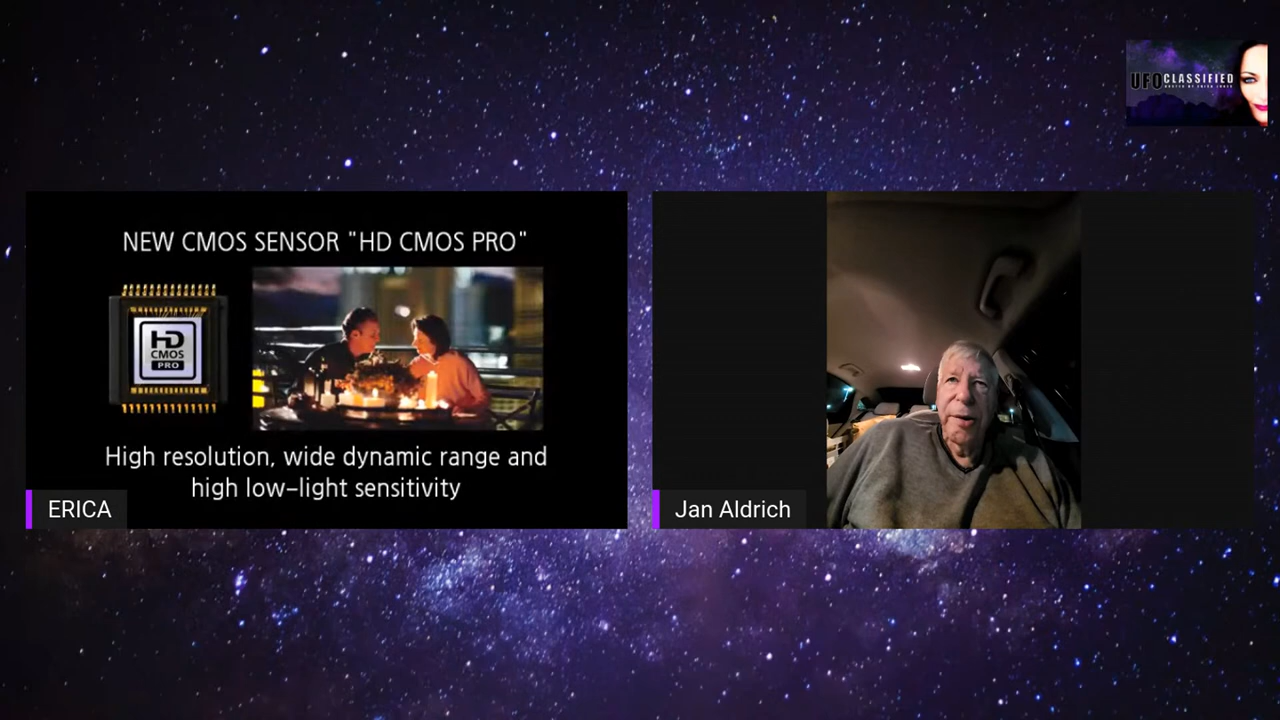 UFO CLASSIFIED
NEW CMOS SENSOR "HD CMOS PRO"
HD
CMOS
PRO
High resolution, wide dynamic range and
high low-light sensitivity
ERICA
Jan Aldrich